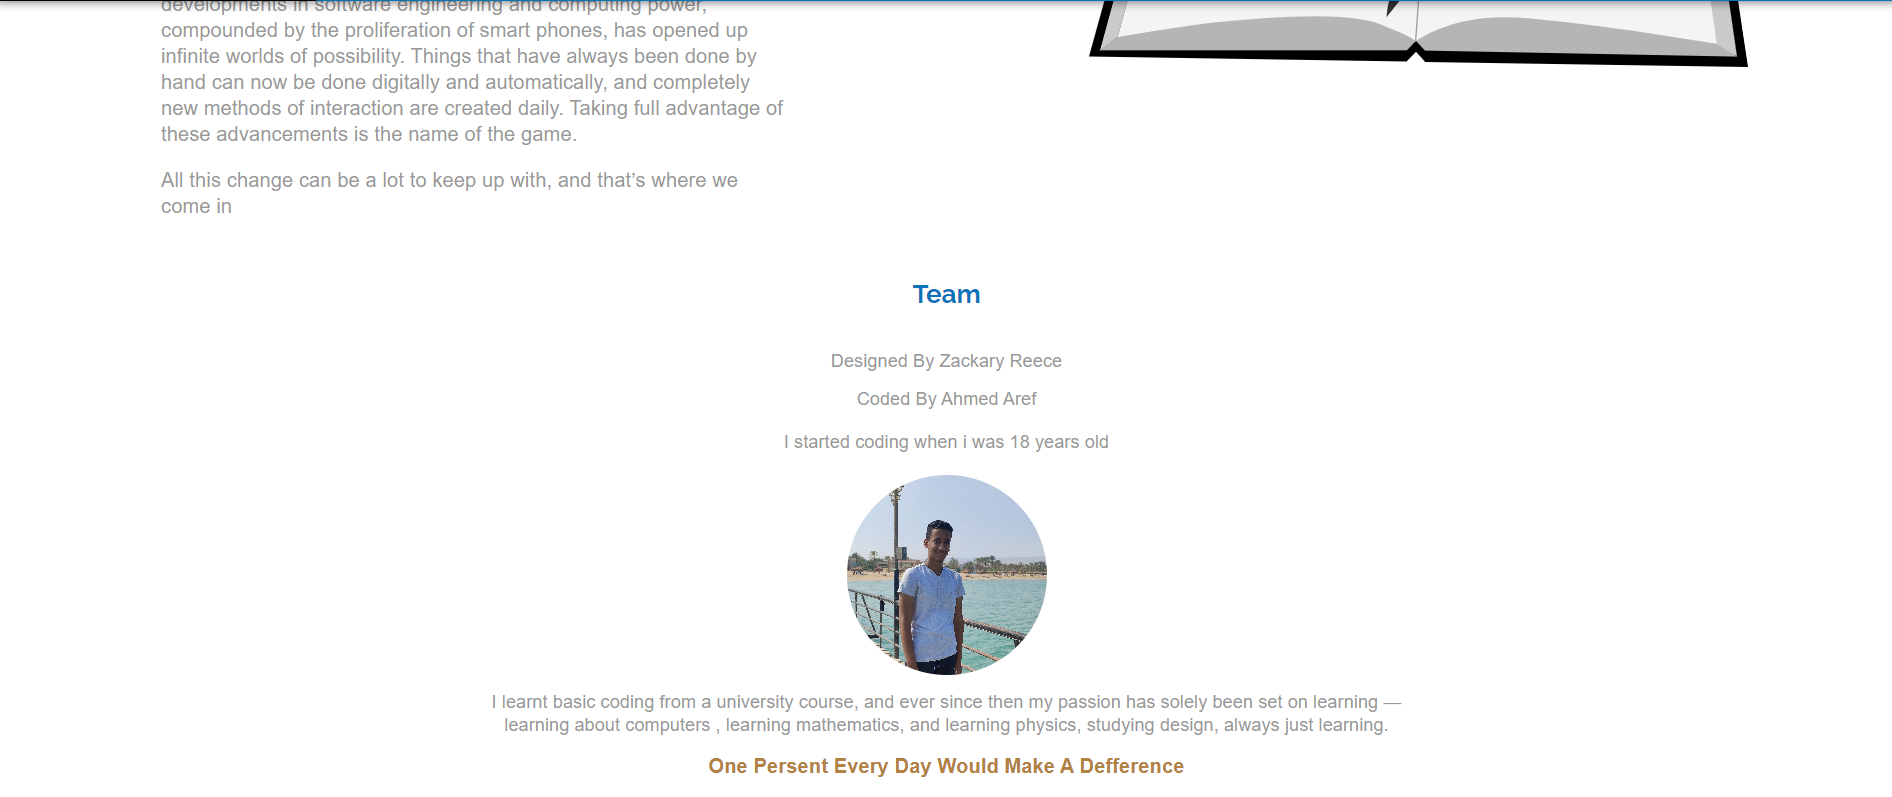 developments in software engineering and computing power,
compounded by the proliferation of smart phones, has opened up
infinite worlds of possibility. Things that have always been done by
hand can now be done digitally and automatically, and completely
new methods of interaction are created daily. Taking full advantage of
these advancements is the name of the game.
All this change can be a lot to keep up with, and that’s where we
come in
Team
Designed By Zackary Reece
Coded By Ahmed Aref
I started coding when i was 18 years old
I learnt basic coding from a university course, and ever since then my passion has solely been set on learning —
learning about computers , learning mathematics, and learning physics, studying design, always just learning.
One Persent Every Day Would Make A Defference